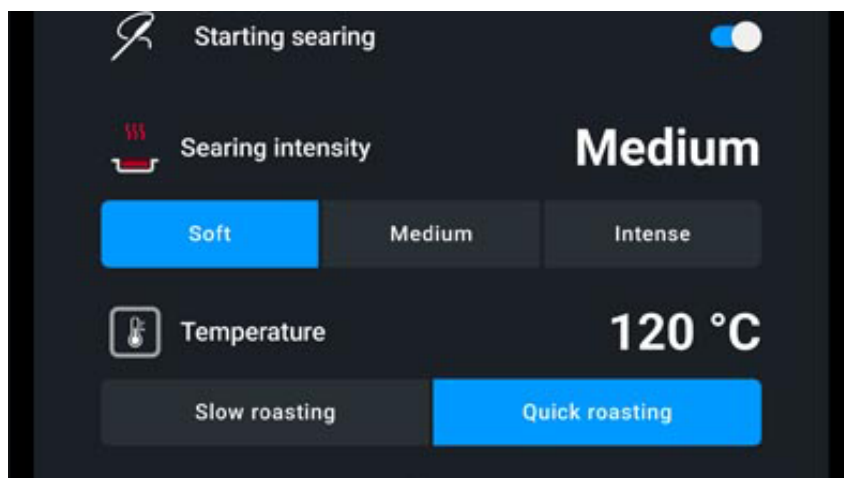 Starting searing
Searing intensity Medium
Soft Medium Intense
Temperature 120 °C
Slow roasting Quick roasting